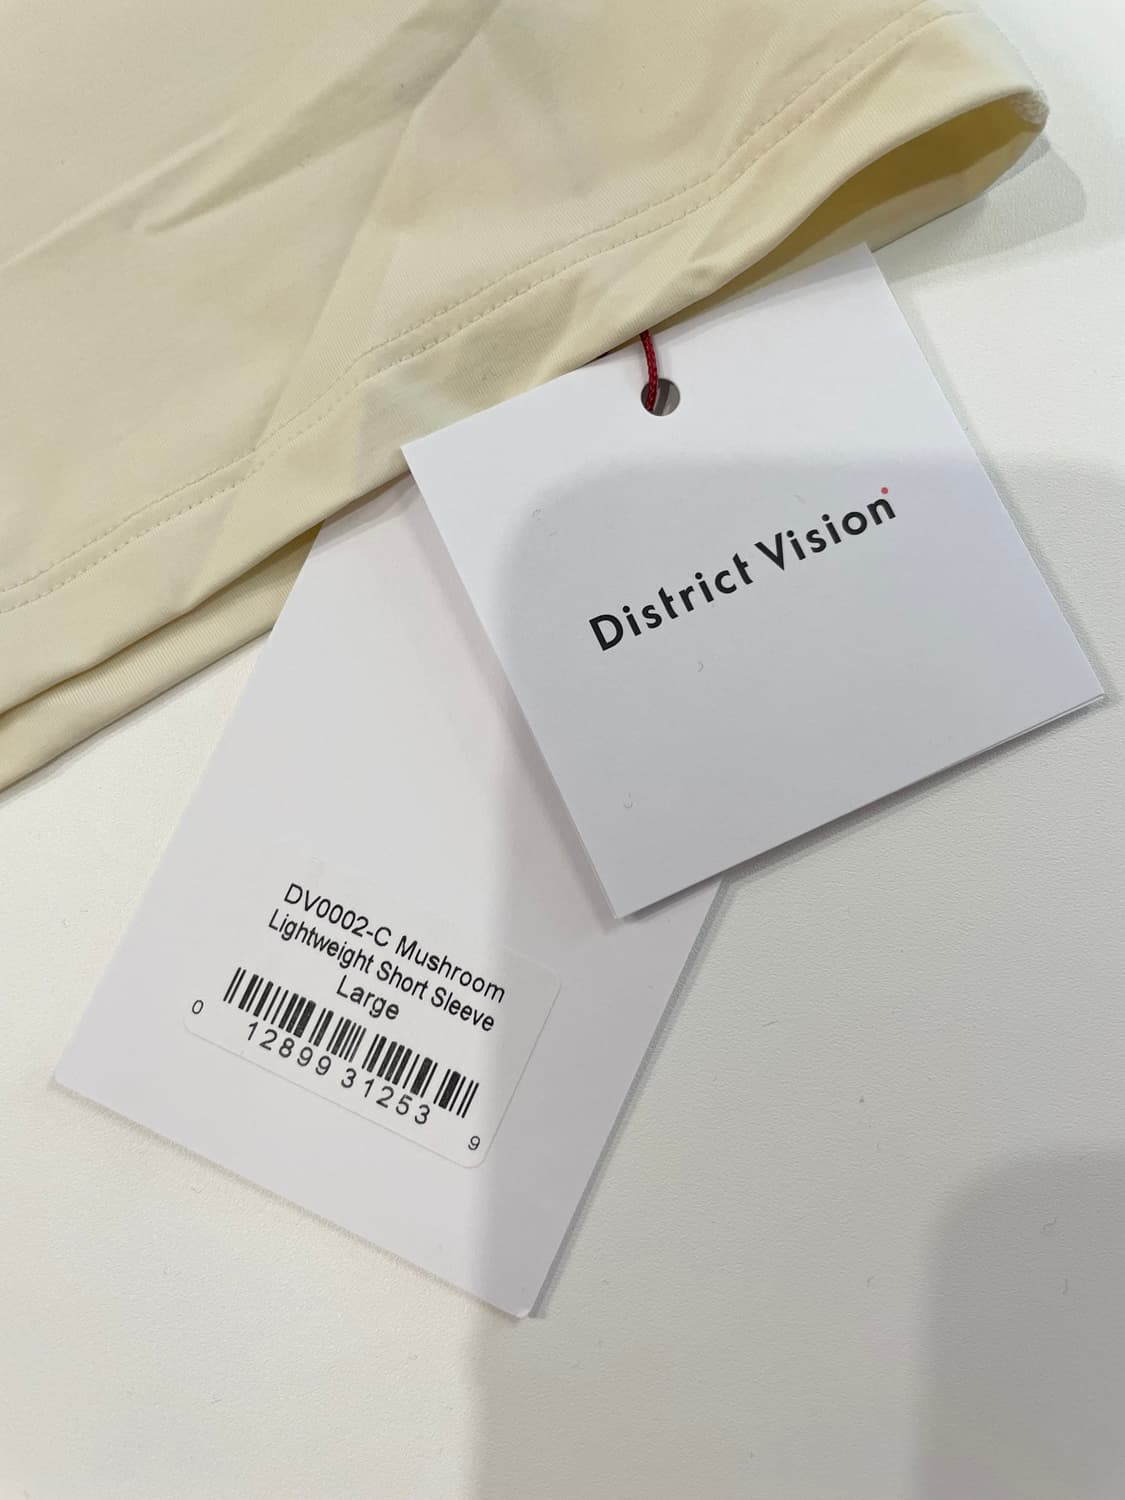 District Vision
DV0002-C Mushroom
Lightweight Short Sleeve
Large
0 12899 31253 9